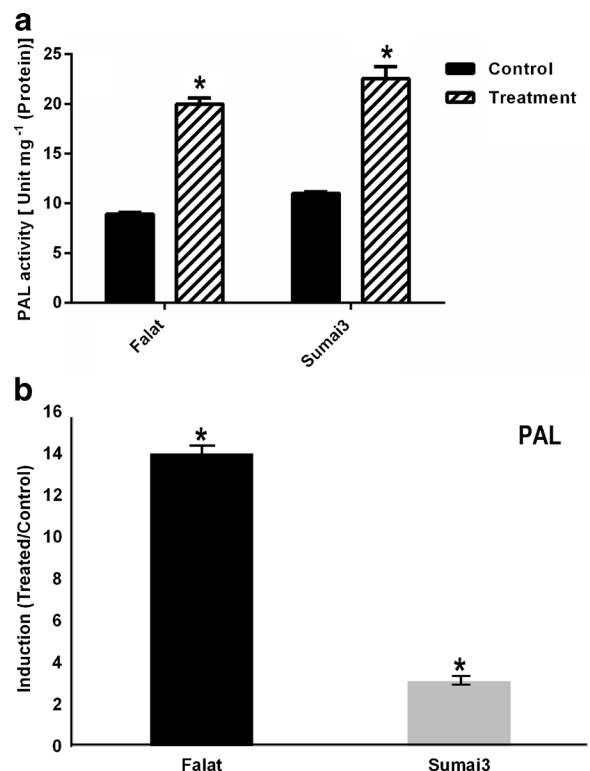 a
PAL activity [ Unit mg⁻¹ (Protein)]
25
20
15
10
5
0
*
*
Control
Treatment
Falat
Sumai3
b
Induction (Treated/Control)
16
14
12
10
8
6
4
2
0
*
*
PAL
Falat
Sumai3